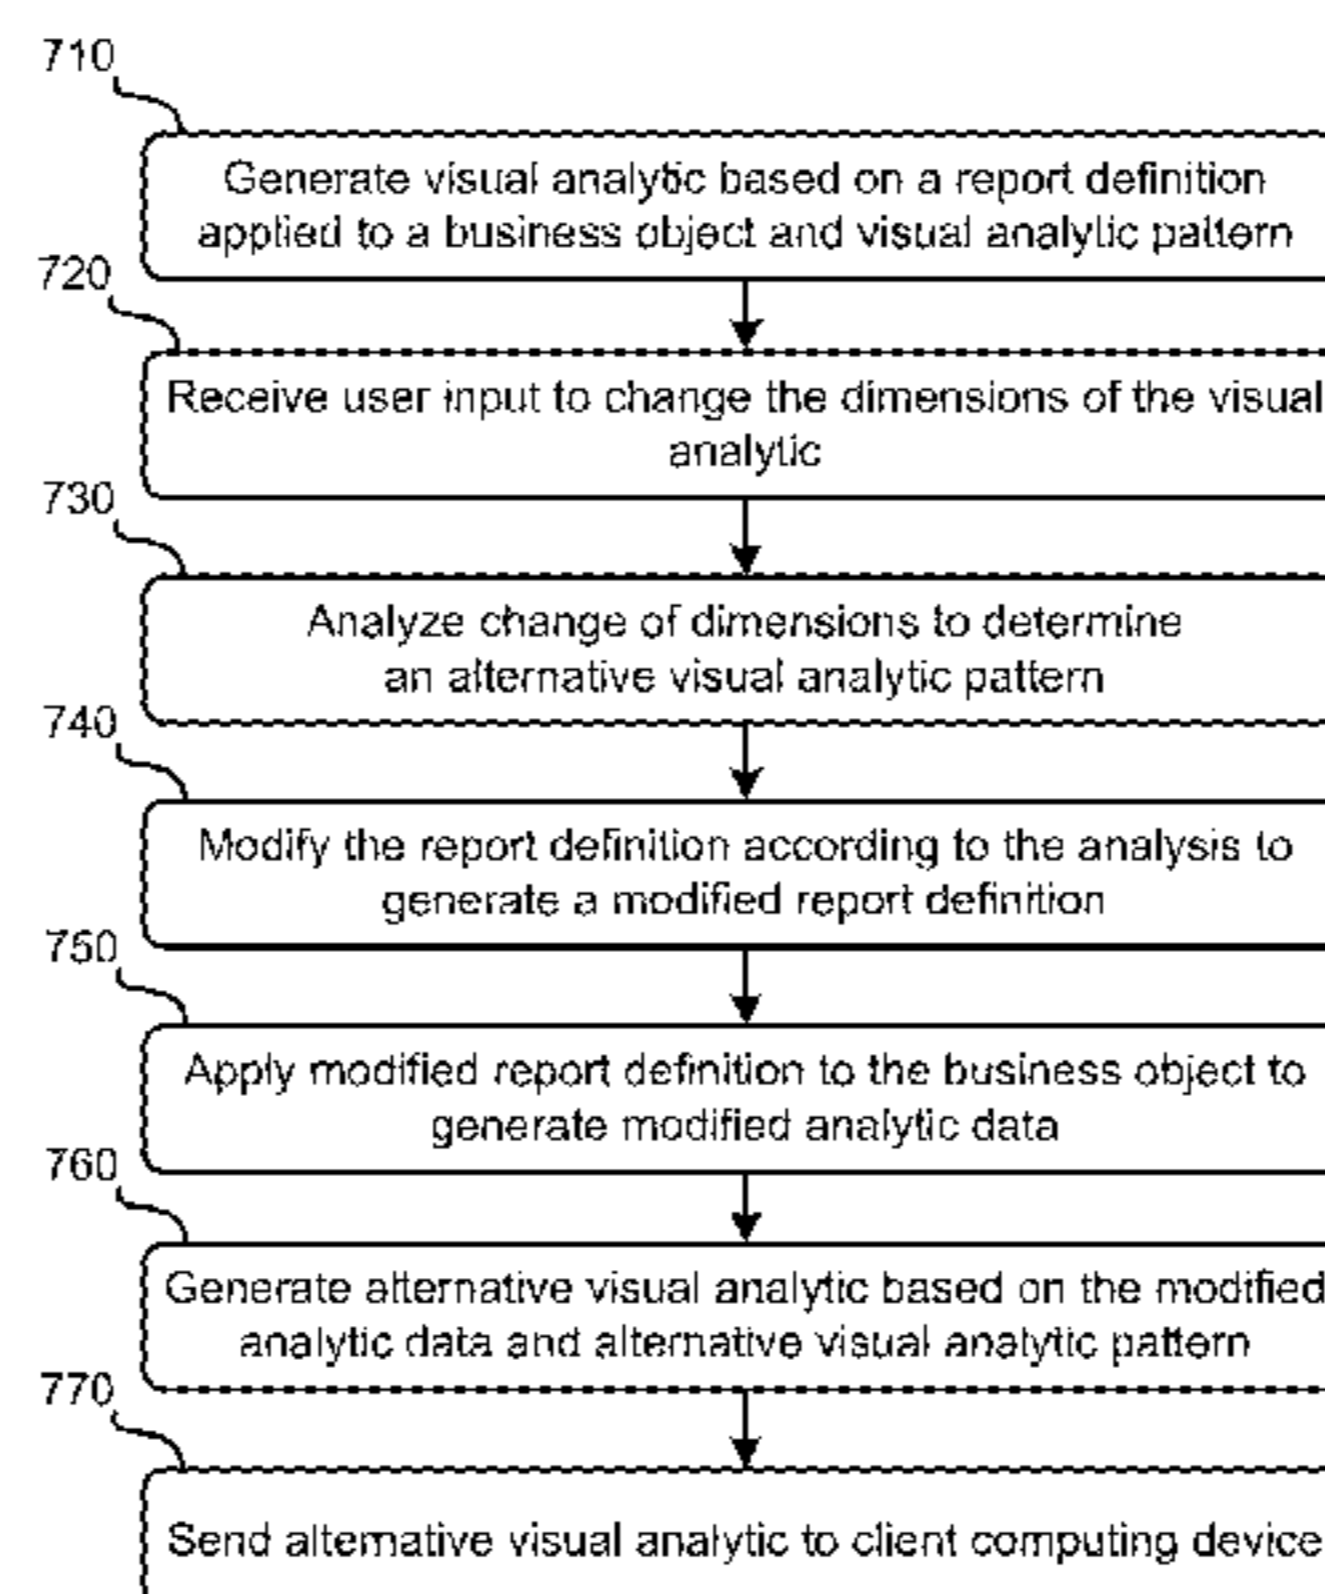 710
Generate visual analytic based on a report definition
applied to a business object and visual analytic pattern
720
Receive user input to change the dimensions of the visual
analytic
730
Analyze change of dimensions to determine
an alternative visual analytic pattern
740
Modify the report definition according to the analysis to
generate a modified report definition
750
Apply modified report definition to the business object to
generate modified analytic data
760
Generate alternative visual analytic based on the modified
analytic data and alternative visual analytic pattern
770
Send alternative visual analytic to client computing device